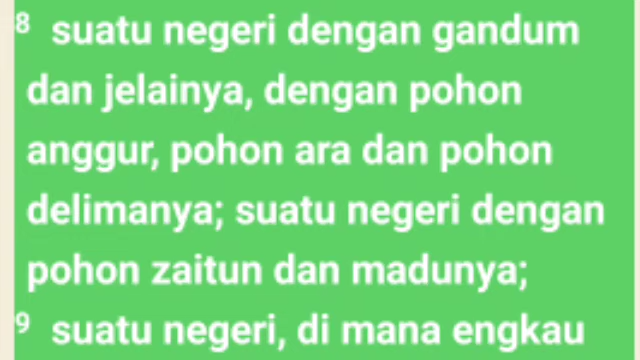 8 suatu negeri dengan gandum
dan jelainya, dengan pohon
anggur, pohon ara dan pohon
delimanya; suatu negeri dengan
pohon zaitun dan madunya;
9 suatu negeri, di mana engkau